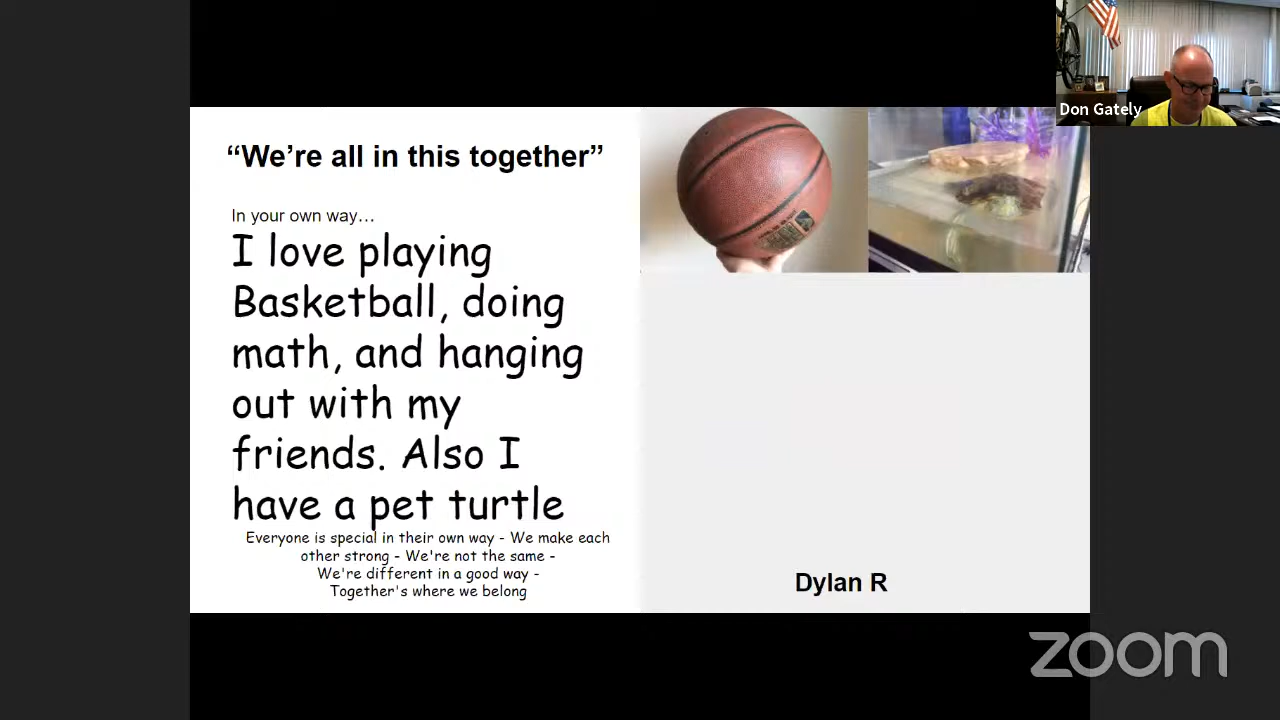 Don Gately
“We’re all in this together”
In your own way…
I love playing
Basketball, doing
math, and hanging
out with my
friends. Also I
have a pet turtle
Everyone is special in their own way - We make each
other strong - We're not the same -
We're different in a good way -
Together's where we belong
Dylan R
zoom